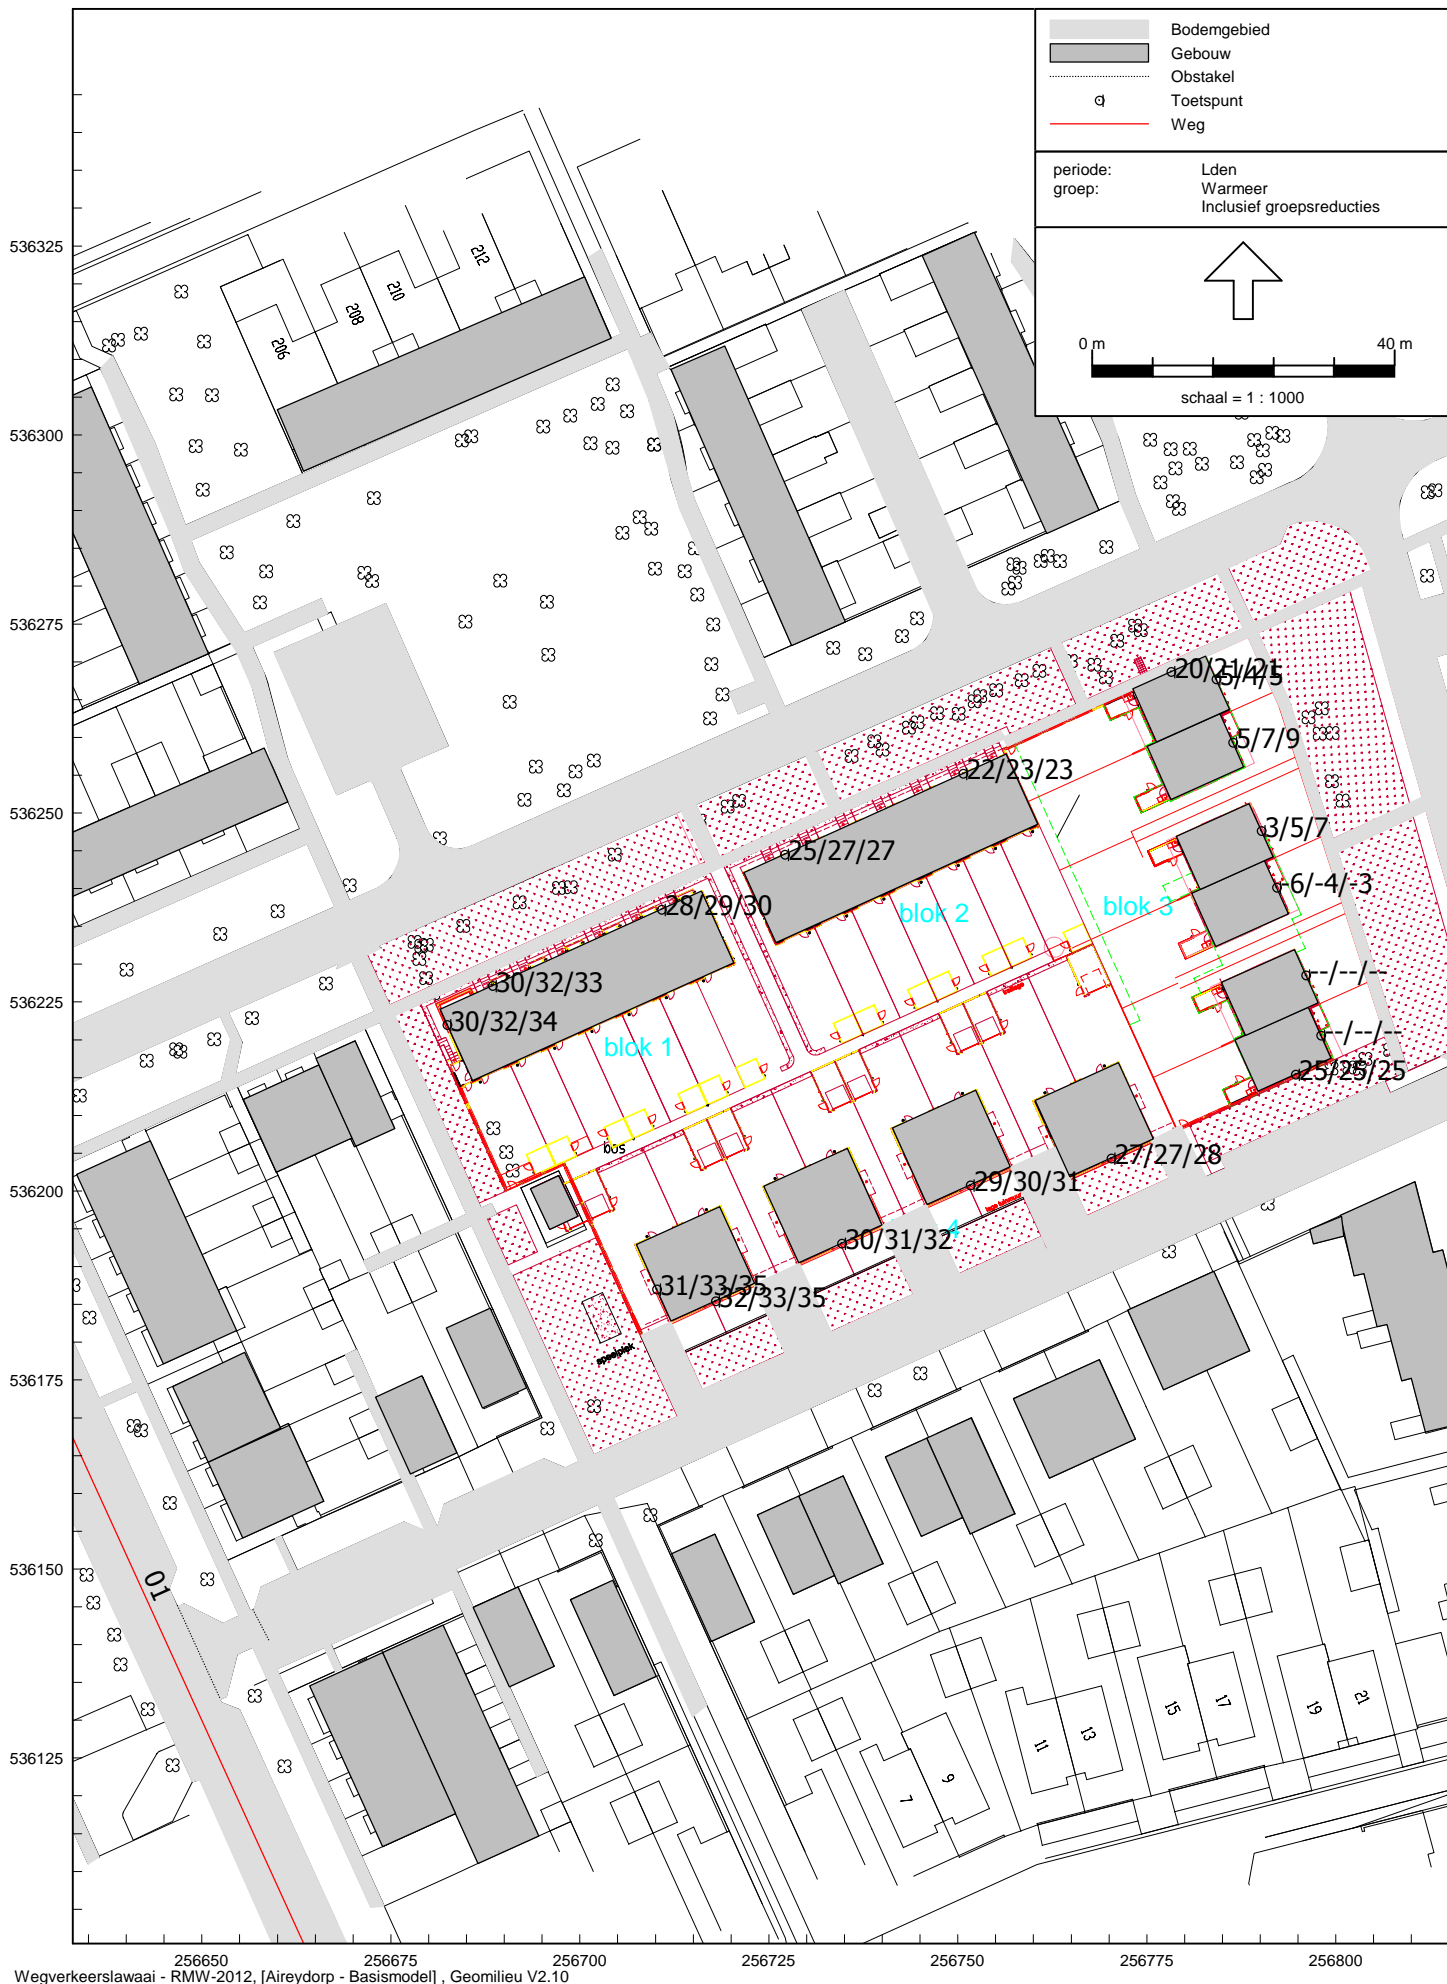 Bodemgebied
Gebouw
Obstakel
Toetspunt
Weg
periode: Lden
groep: Warmeer
Inclusief groepsreducties
0 m 40 m
schaal = 1 : 1000
536325
536300
536275
536250
536225
536200
536175
536150
536125
206
208
210
212
20/21/21
5/4/5
5/7/9
22/23/23
3/5/7
25/27/27
-6/-4/-3
blok 2
blok 3
28/29/30
--/--/--
30/32/33
30/32/34
--/--/--
blok 1
25/25/25
bos
27/27/28
29/30/31
4
30/31/32
31/33/35
32/33/35
speelplek
01
7
9
11
13
15
17
19
21
256650 256675 256700 256725 256750 256775 256800
Wegverkeerslawaai - RMW-2012, [Aireydorp - Basismodel] , Geomilieu V2.10